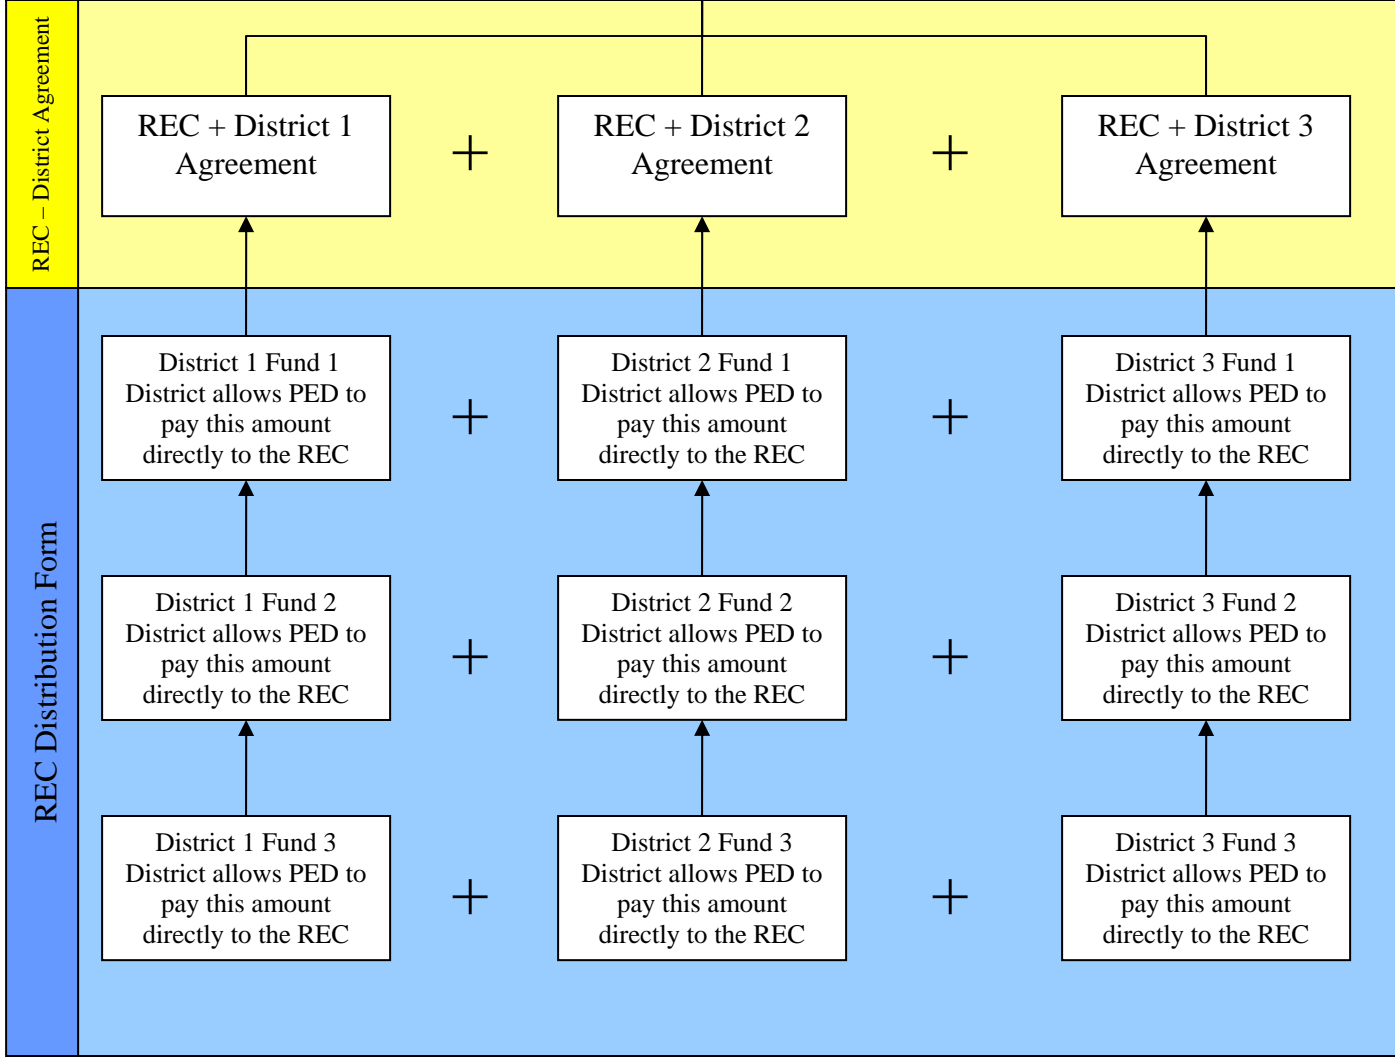 REC – District Agreement
REC + District 1
Agreement
+
REC + District 2
Agreement
+
REC + District 3
Agreement
REC Distribution Form
District 1 Fund 1
District allows PED to
pay this amount
directly to the REC
+
District 2 Fund 1
District allows PED to
pay this amount
directly to the REC
+
District 3 Fund 1
District allows PED to
pay this amount
directly to the REC
District 1 Fund 2
District allows PED to
pay this amount
directly to the REC
+
District 2 Fund 2
District allows PED to
pay this amount
directly to the REC
+
District 3 Fund 2
District allows PED to
pay this amount
directly to the REC
District 1 Fund 3
District allows PED to
pay this amount
directly to the REC
+
District 2 Fund 3
District allows PED to
pay this amount
directly to the REC
+
District 3 Fund 3
District allows PED to
pay this amount
directly to the REC